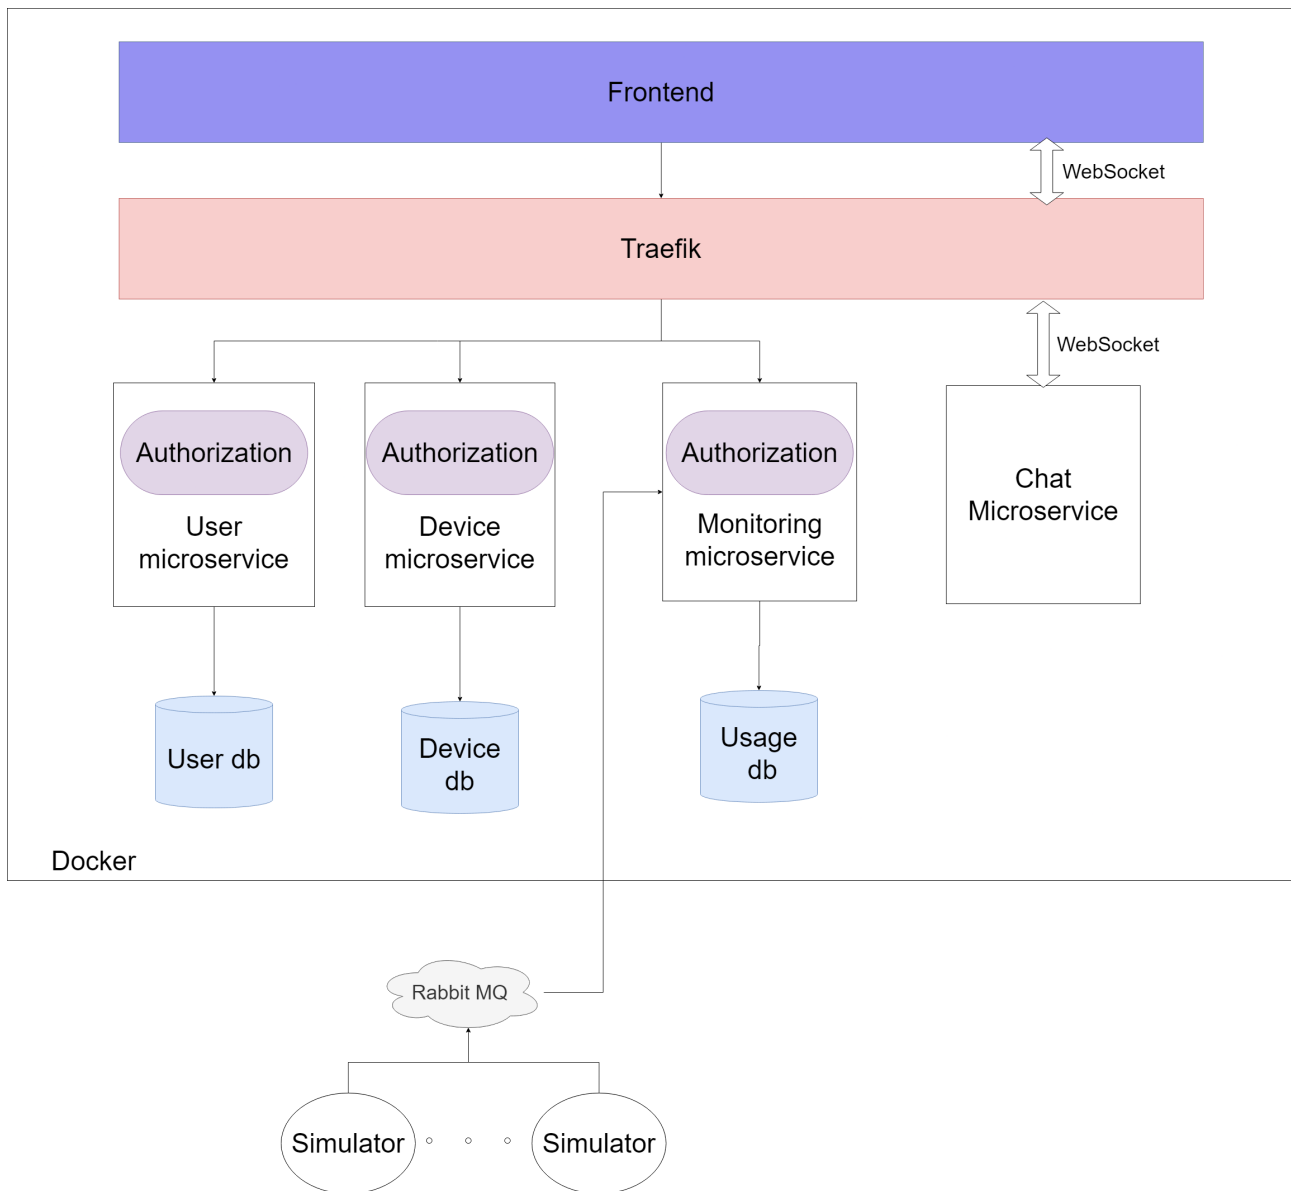 Frontend
WebSocket
Traefik
WebSocket
Authorization
User
microservice
Authorization
Device
microservice
Authorization
Monitoring
microservice
Chat
Microservice
User db
Device
db
Usage
db
Docker
Rabbit MQ
Simulator
Simulator